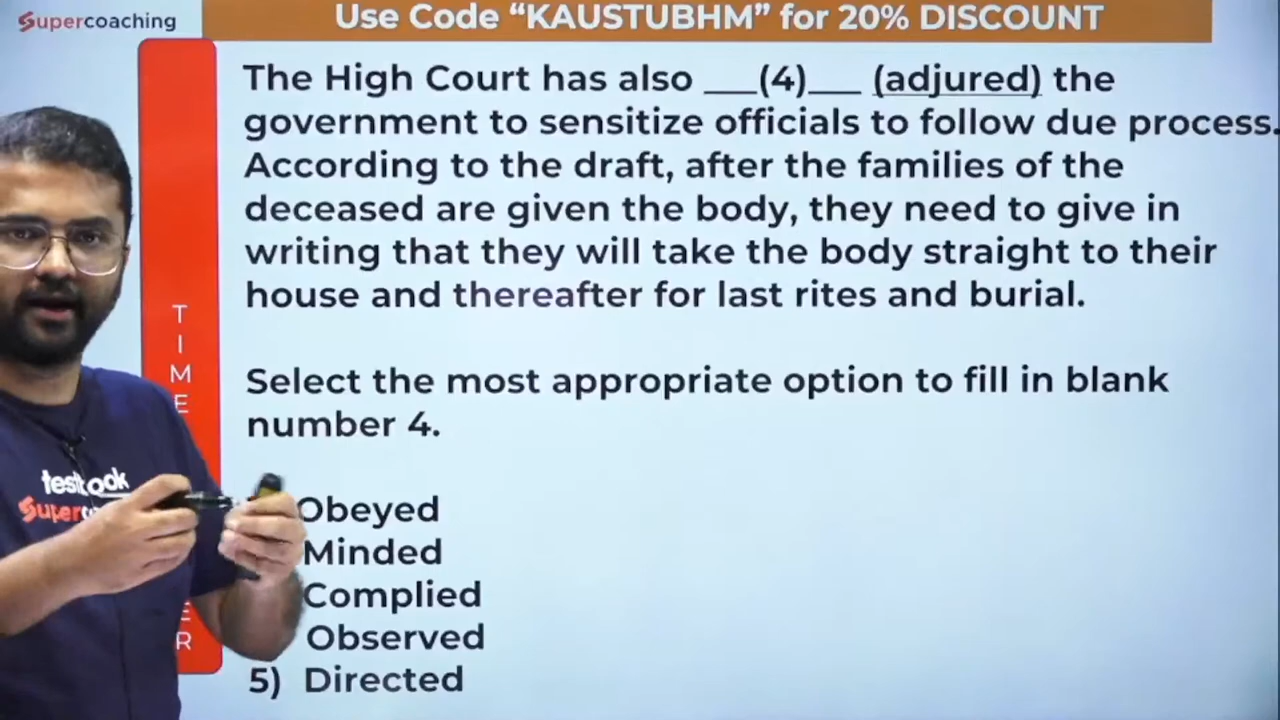 Supercoaching
Use Code “KAUSTUBHM” for 20% DISCOUNT
The High Court has also ___(4)___ (adjured) the
government to sensitize officials to follow due process.
According to the draft, after the families of the
deceased are given the body, they need to give in
writing that they will take the body straight to their
house and thereafter for last rites and burial.
Select the most appropriate option to fill in blank
number 4.
Obeyed
Minded
Complied
Observed
5) Directed
T
I
M
E
E
R
testbook
Super